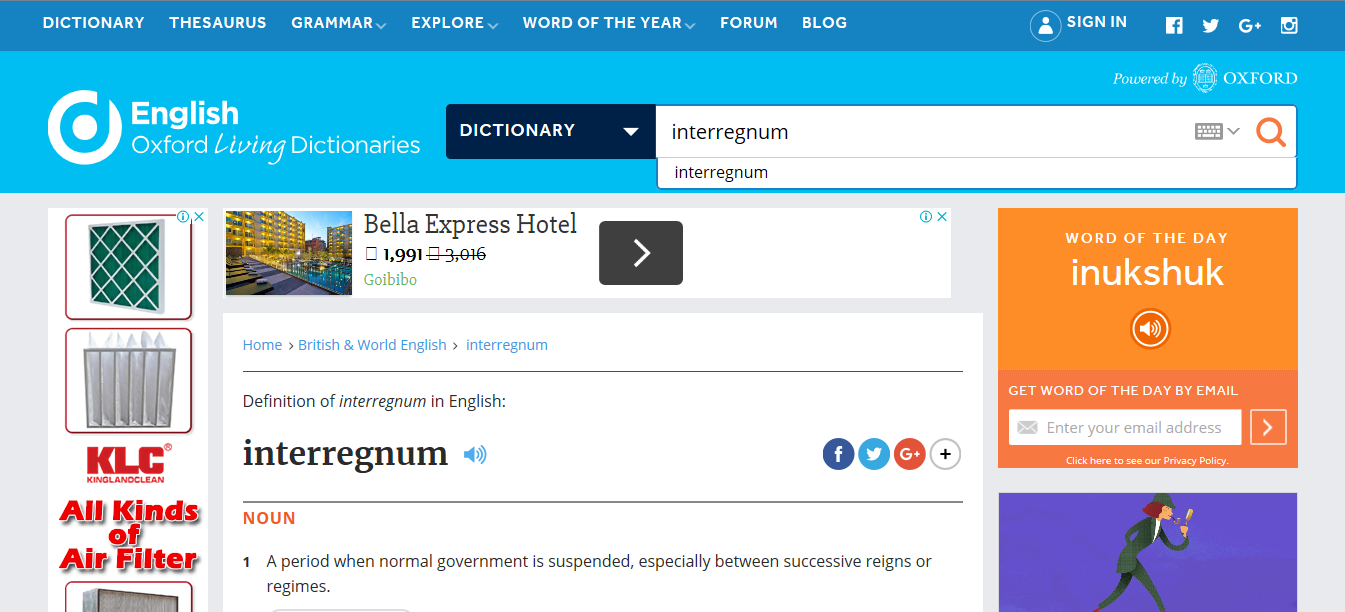 DICTIONARY THESAURUS GRAMMAR EXPLORE WORD OF THE YEAR FORUM BLOG SIGN IN G+
Powered by OXFORD
English
Oxford Living Dictionaries
DICTIONARY
interregnum
interregnum
KLC®
KINGLANDCLEAN
All Kinds
of
Air Filter
Bella Express Hotel
1,991 3,016
Goibibo
Home › British & World English › interregnum
Definition of interregnum in English:
interregnum
f G+ +
NOUN
1 A period when normal government is suspended, especially between successive reigns or
regimes.
WORD OF THE DAY
inukshuk
GET WORD OF THE DAY BY EMAIL
Enter your email address
Click here to see our Privacy Policy.